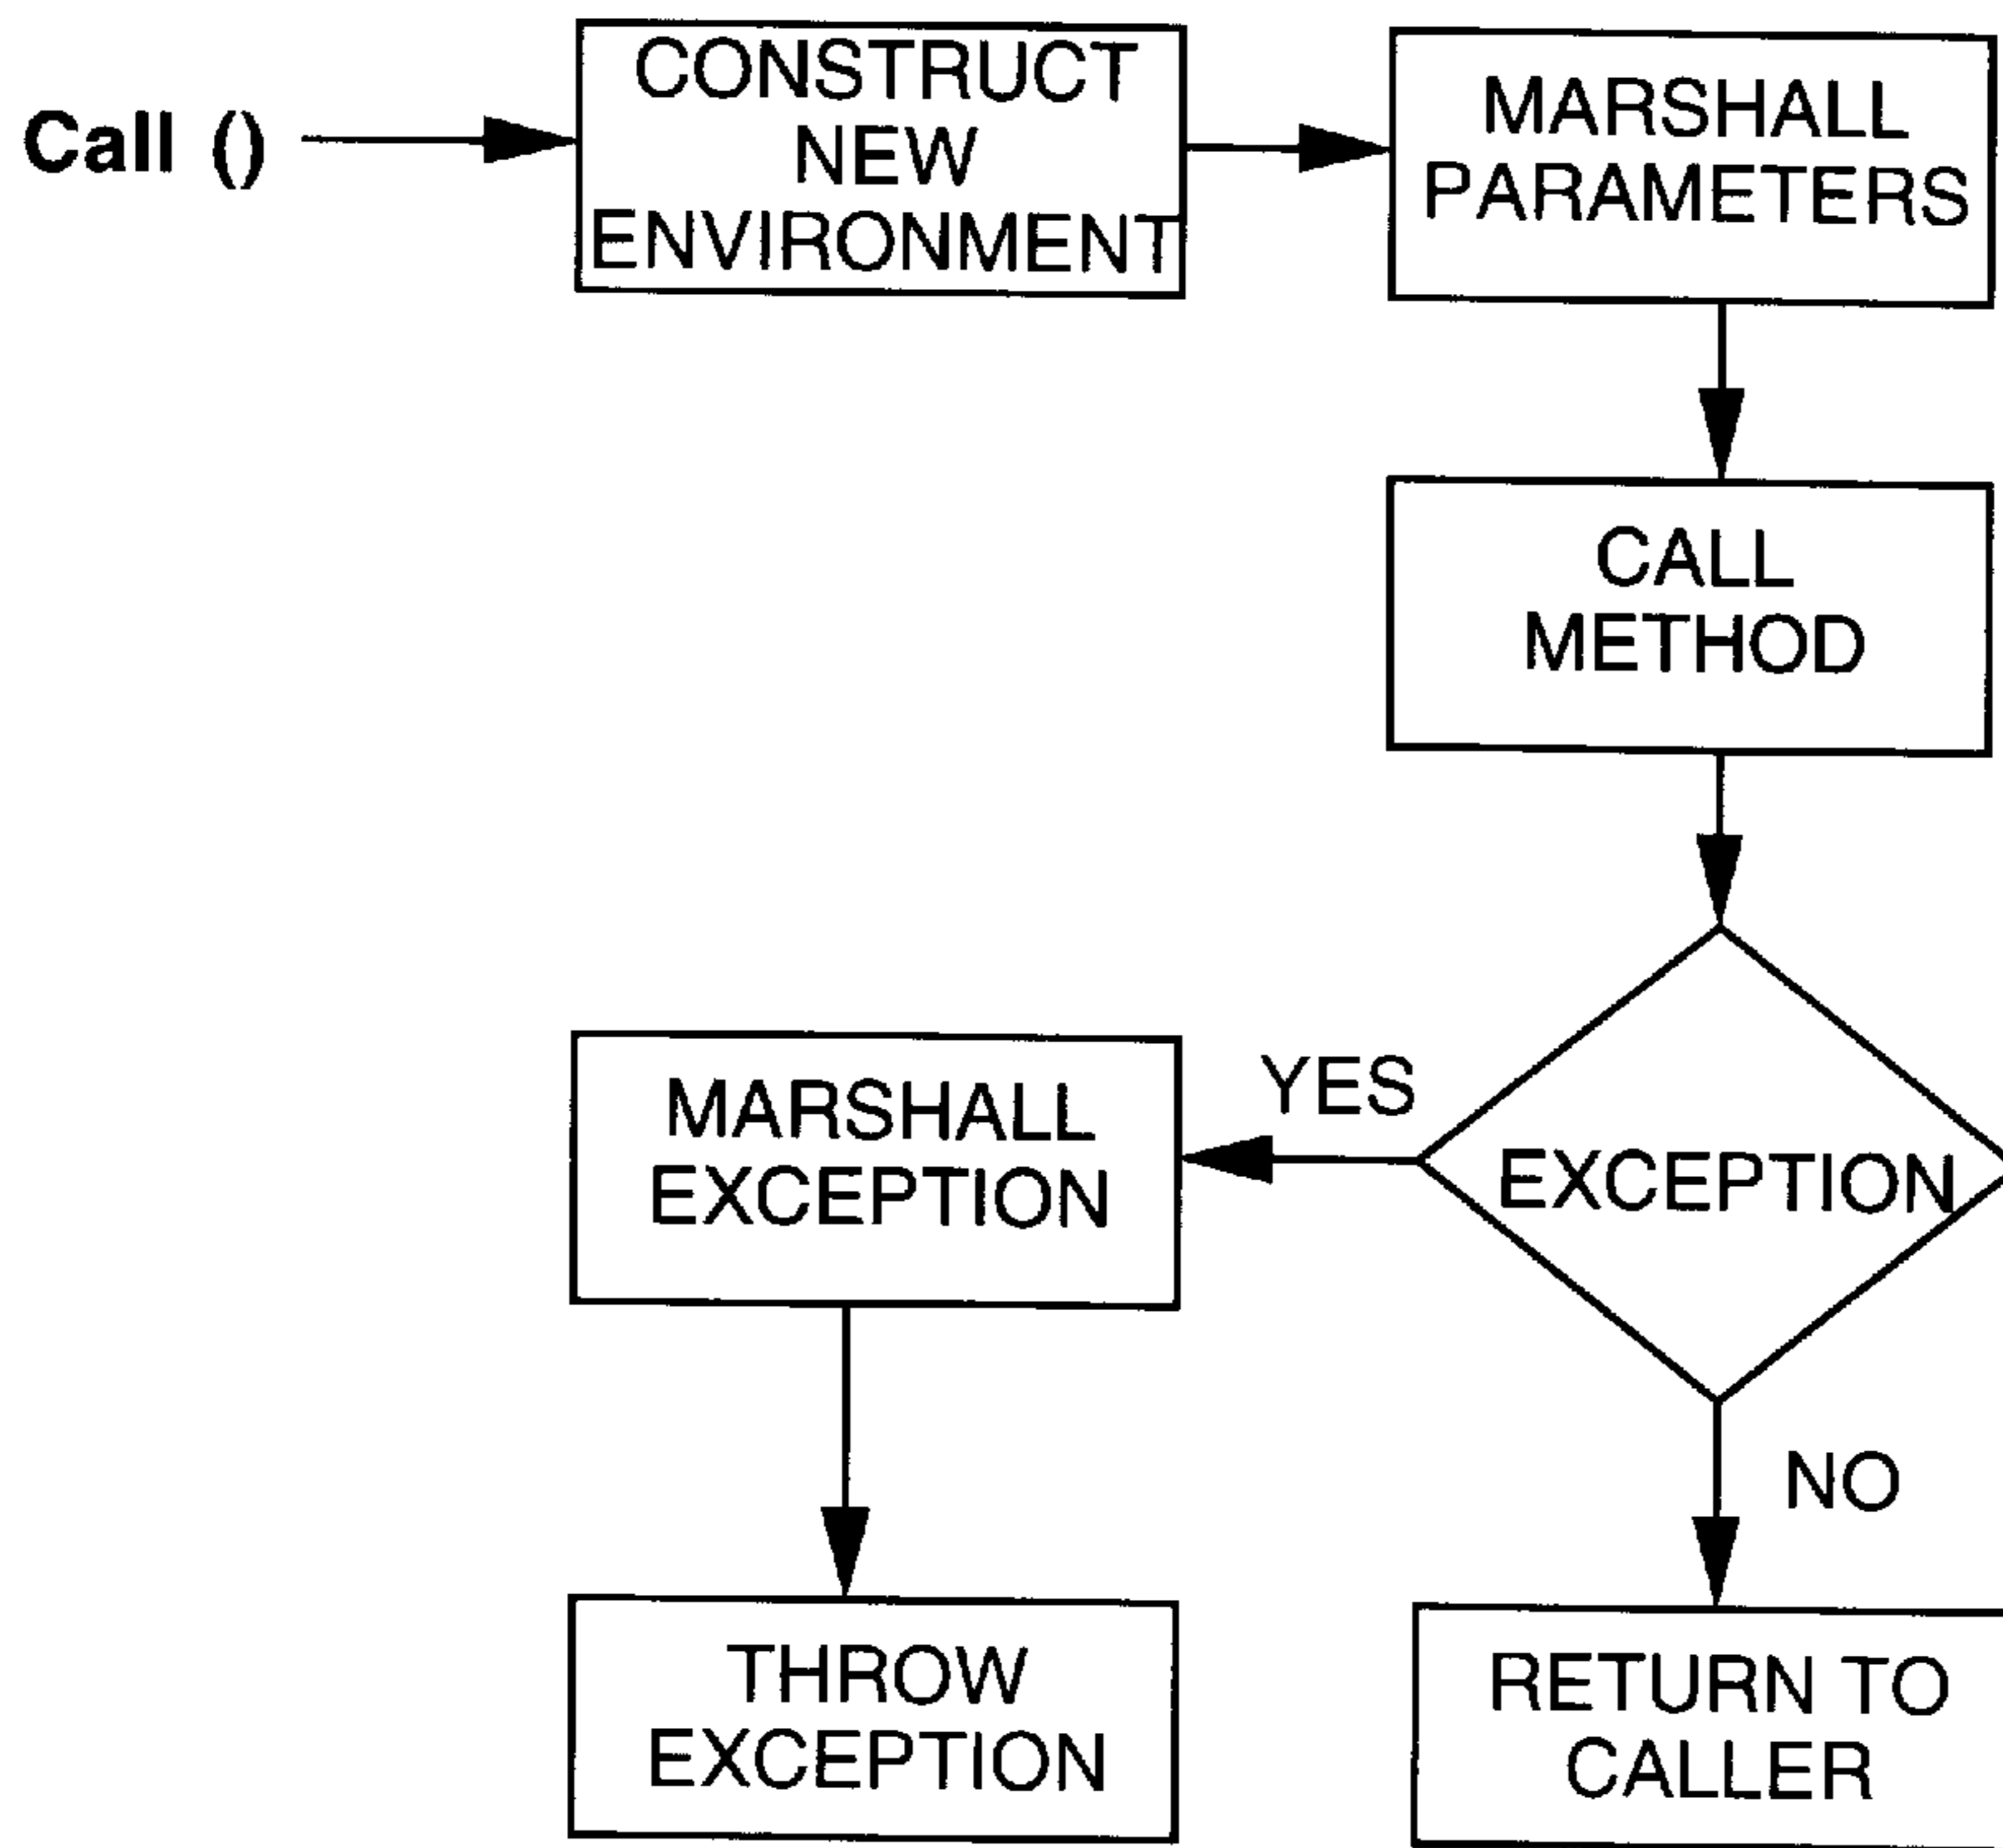 Call ()
CONSTRUCT
NEW
ENVIRONMENT
MARSHALL
PARAMETERS
CALL
METHOD
EXCEPTION
YES
MARSHALL
EXCEPTION
NO
THROW
EXCEPTION
RETURN TO
CALLER